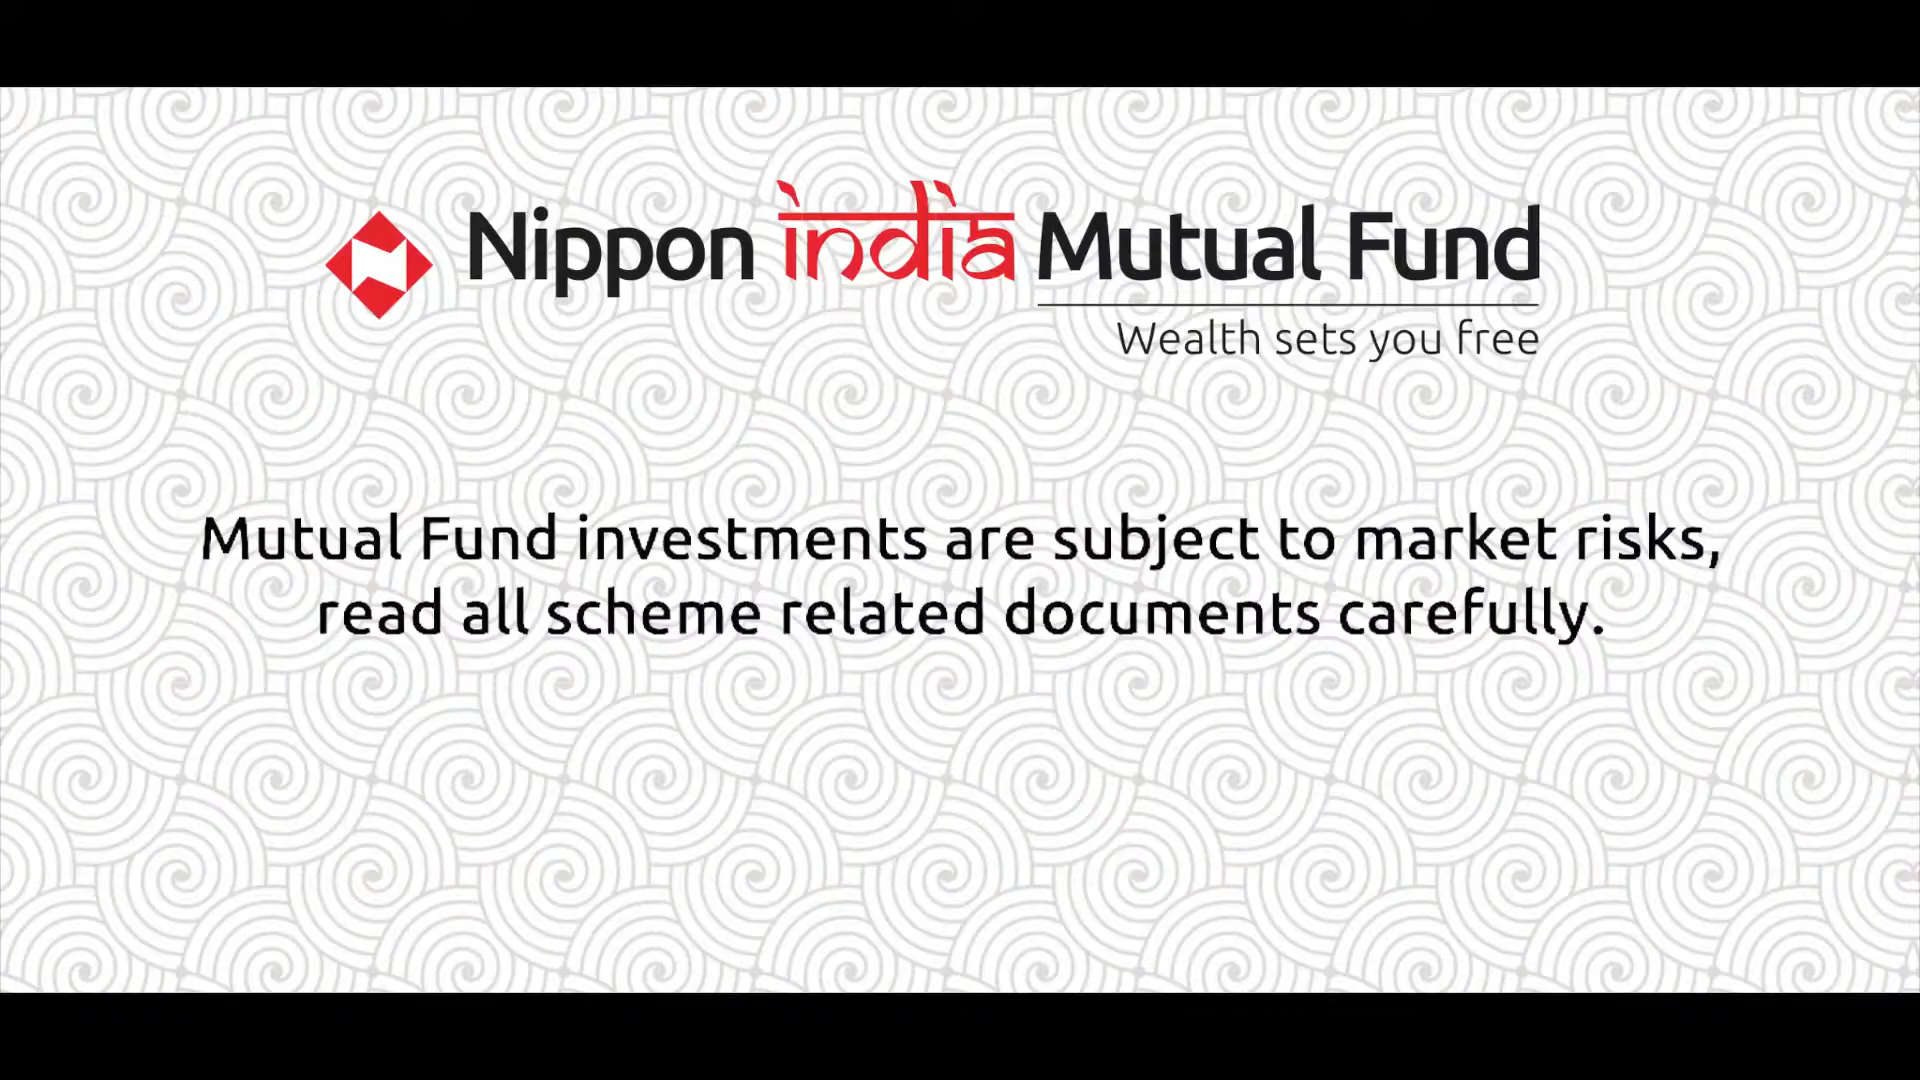 Nippon india Mutual Fund
Wealth sets you free
Mutual Fund investments are subject to market risks,
read all scheme related documents carefully.